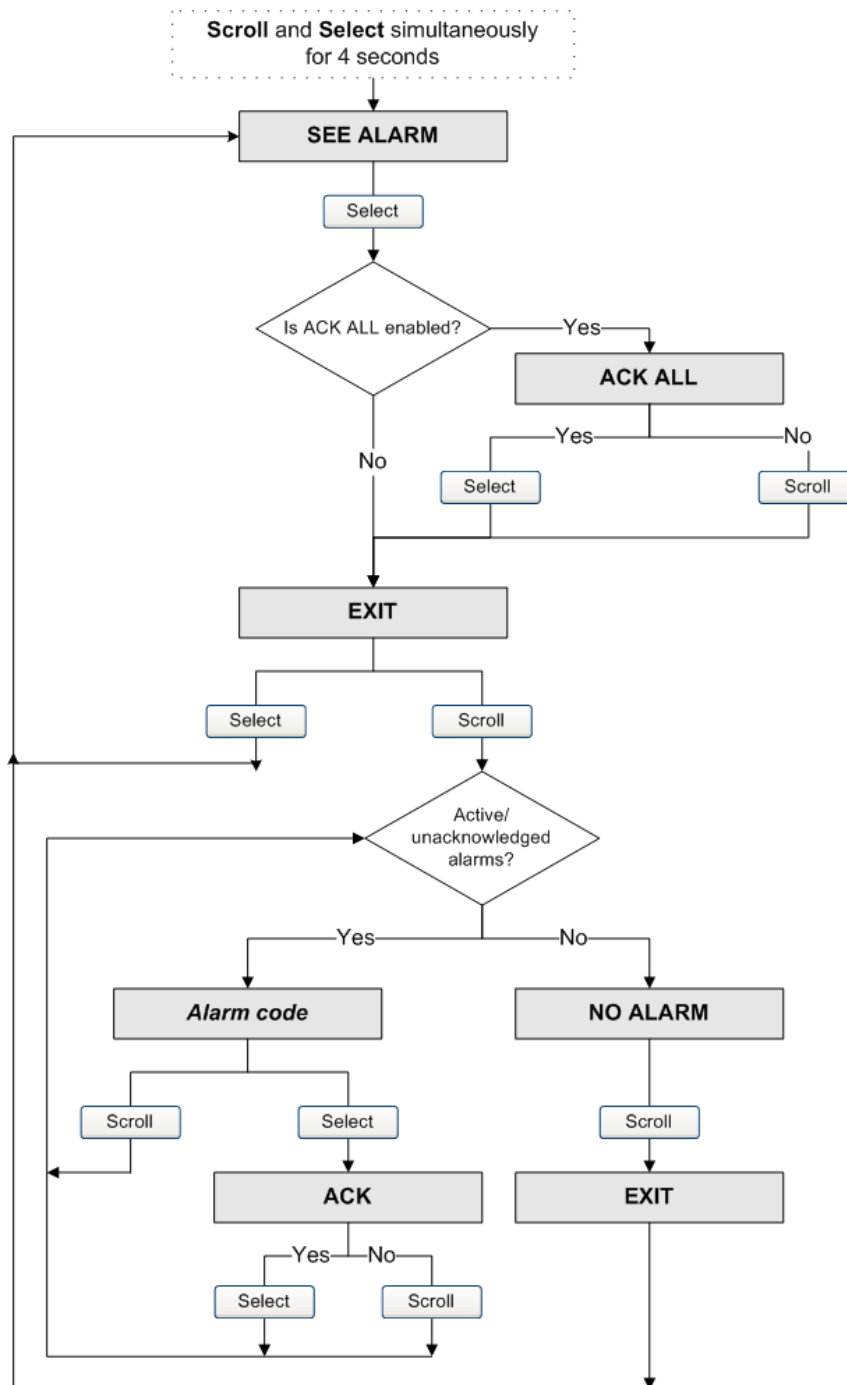 Scroll and Select simultaneously
for 4 seconds
SEE ALARM
Select
Is ACK ALL enabled?
Yes
ACK ALL
No
Yes
No
Select
Scroll
EXIT
Select
Scroll
Active/
unacknowledged
alarms?
Yes
No
Alarm code
NO ALARM
Scroll
Select
Scroll
ACK
EXIT
Yes
No
Select
Scroll